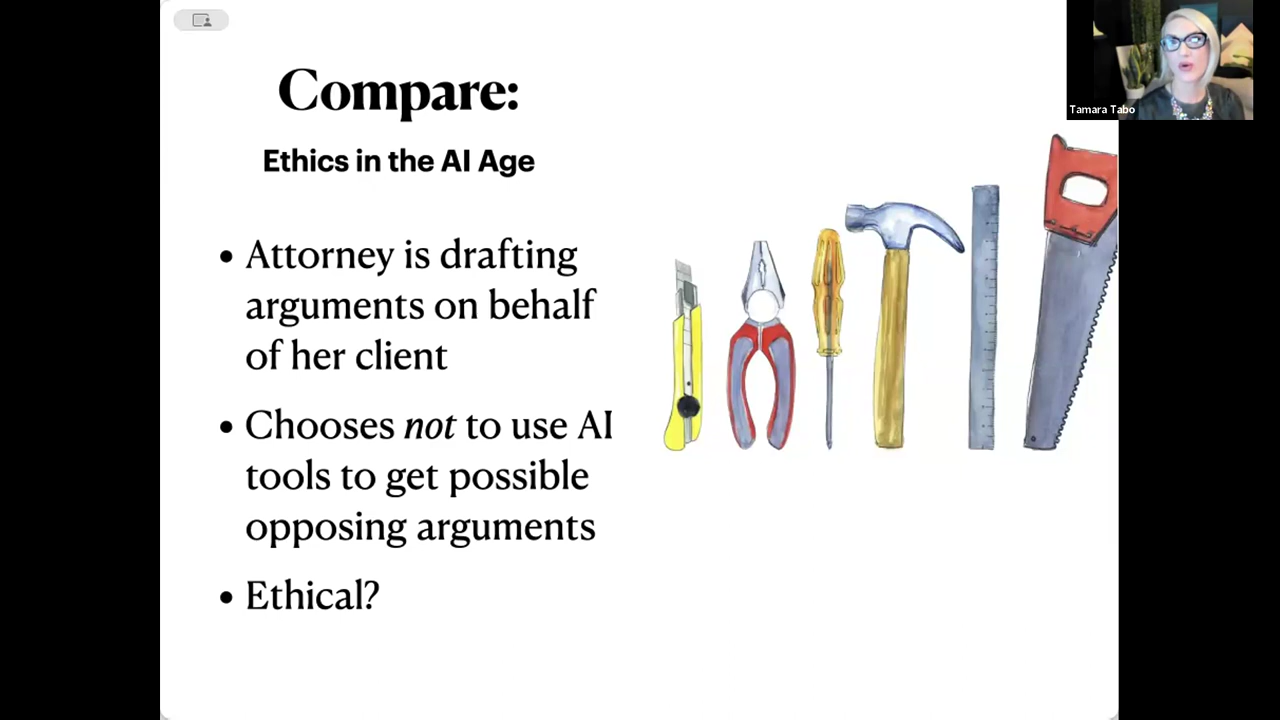 Compare:
Ethics in the AI Age
• Attorney is drafting
arguments on behalf
of her client
• Chooses not to use AI
tools to get possible
opposing arguments
• Ethical?
Tamara Tabo